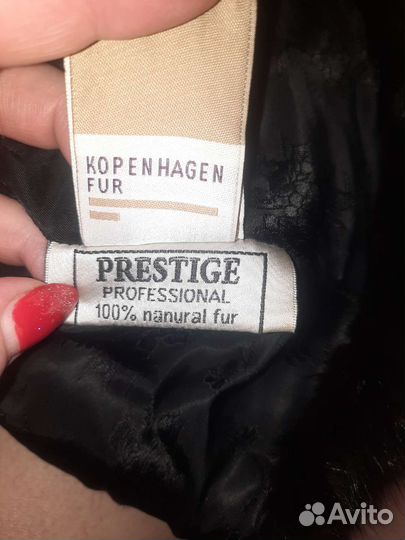 KOPENHAGEN
FUR
PRESTIGE
PROFESSIONAL
100% nanural fur
Avito